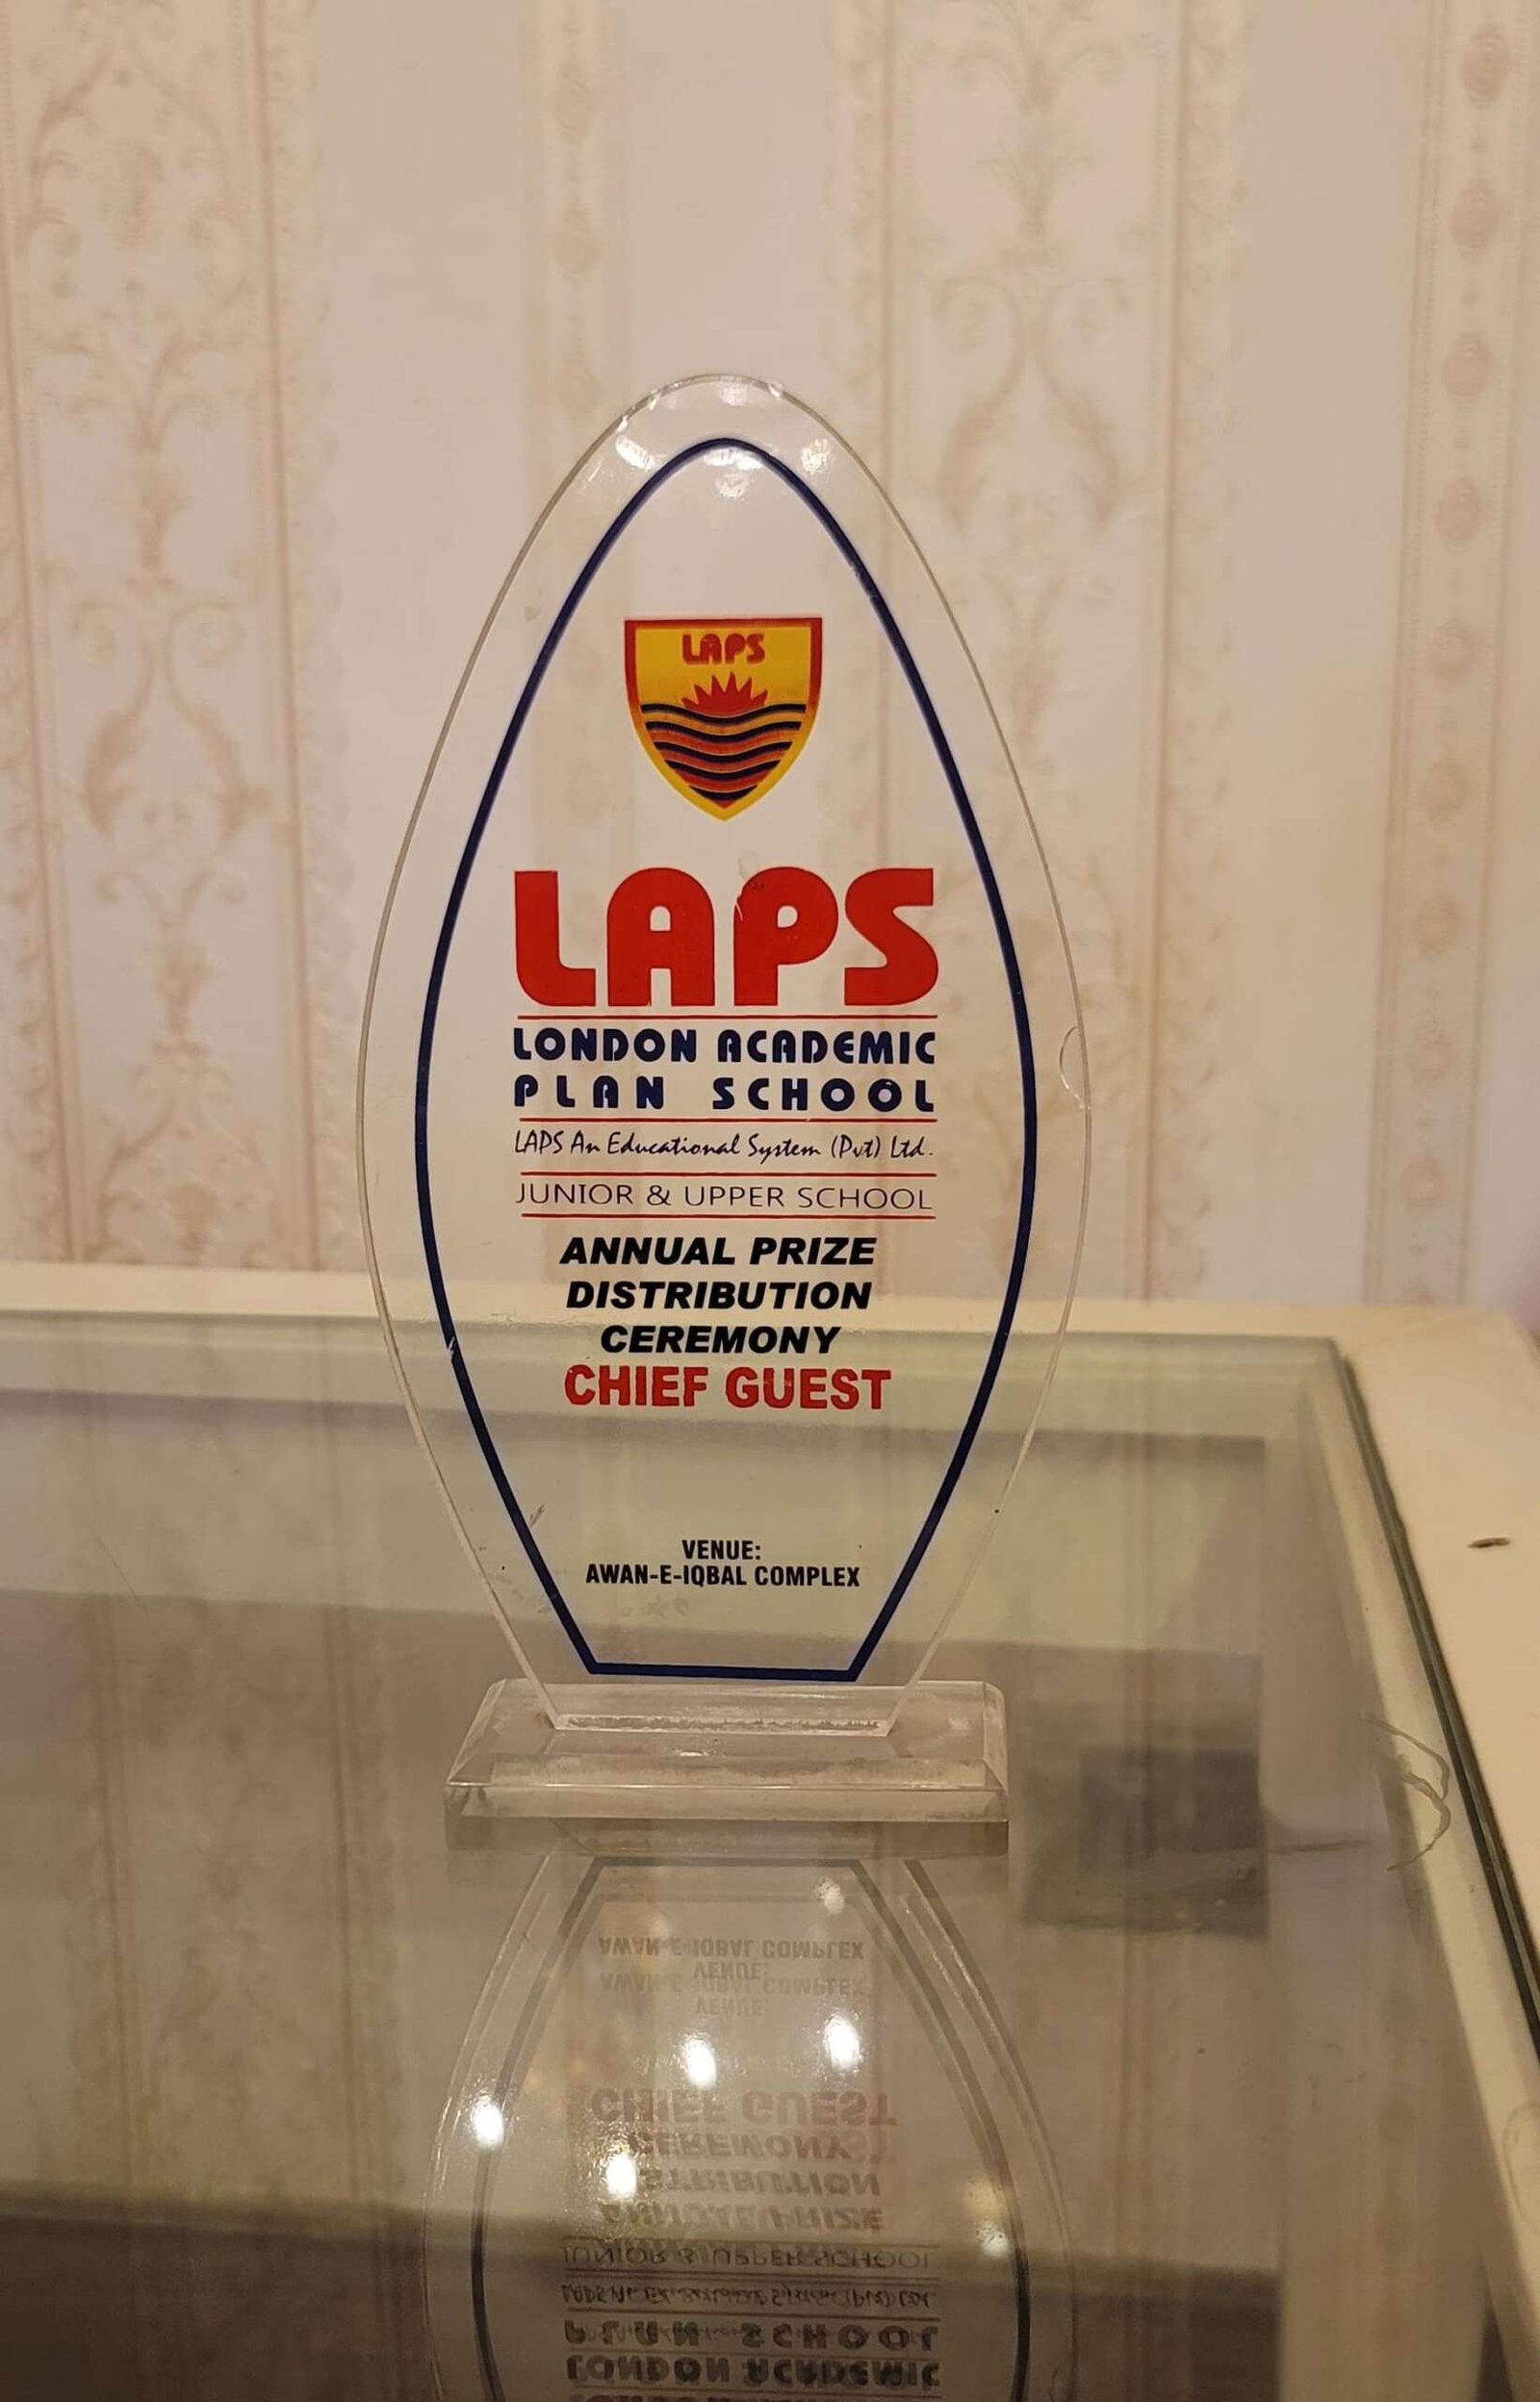 LAPS
LAPS
LONDON ACADEMIC
PLAN SCHOOL
LAPS An Educational System (Pvt) Ltd.
JUNIOR & UPPER SCHOOL
ANNUAL PRIZE
DISTRIBUTION
CEREMONY
CHIEF GUEST
VENUE:
AWAN-E-IQBAL COMPLEX